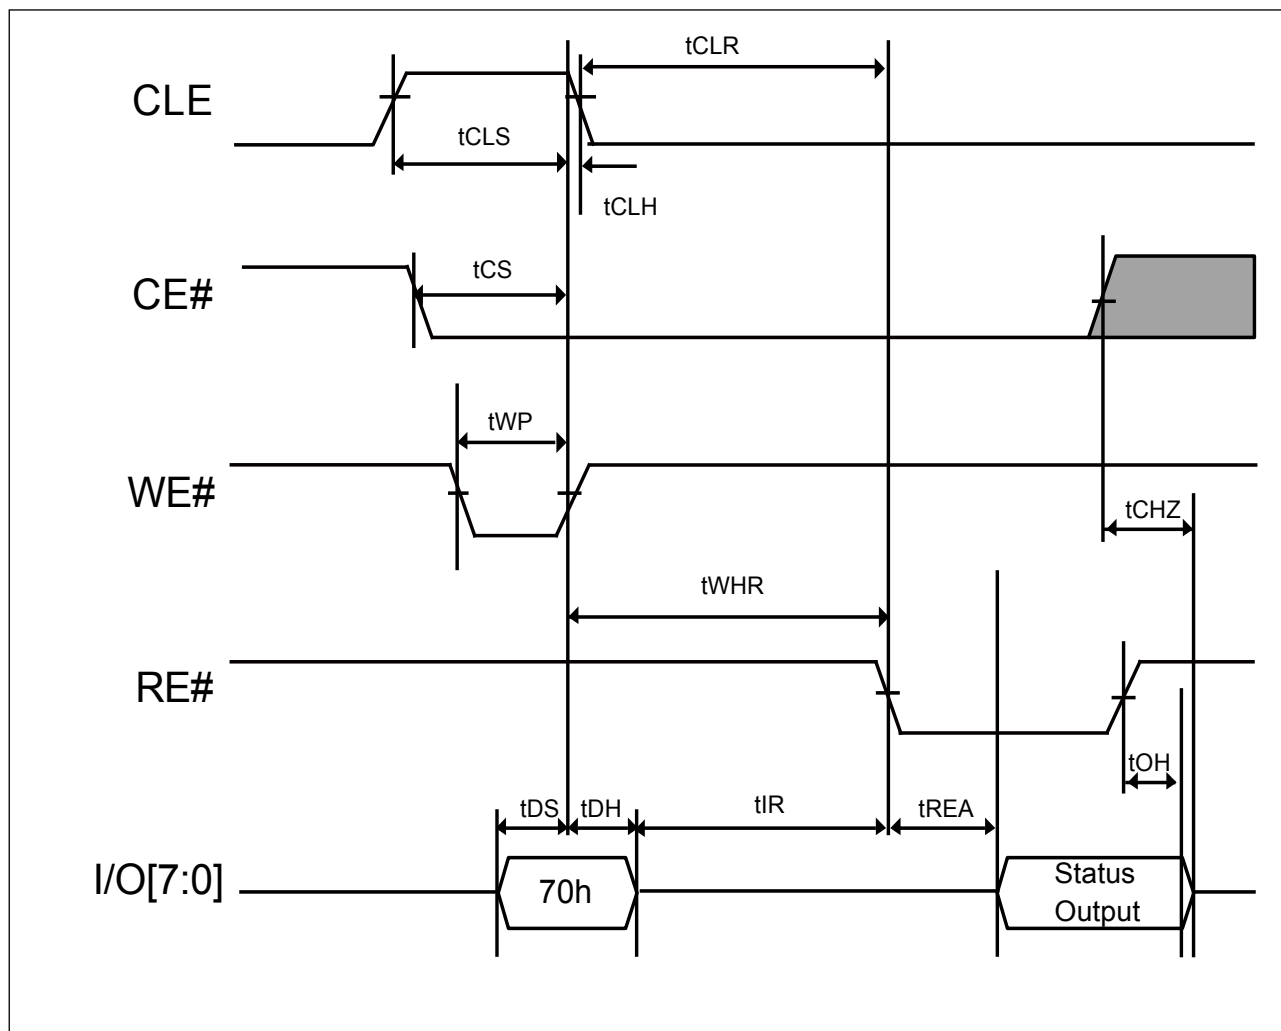 tCLR
CLE
tCLS
tCLH
CE#
tCS
tWP
WE#
tCHZ
tWHR
RE#
tOH
tDS
tDH
tIR
tREA
I/O[7:0]
70h
Status
Output